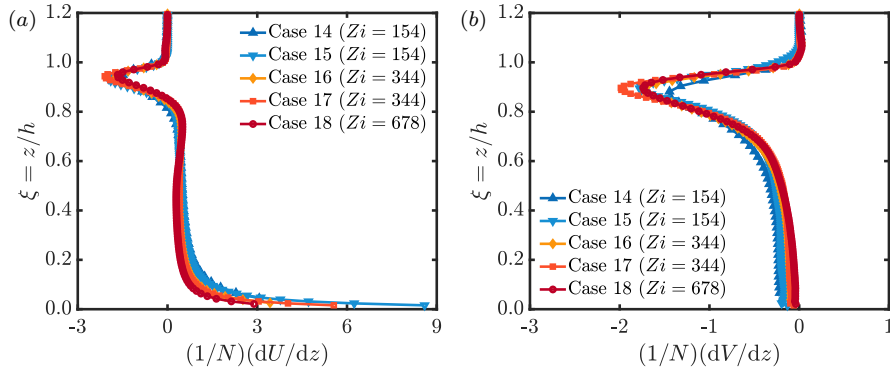 (a)
ξ = z/h
1.2
1.0
0.8
0.6
0.4
0.2
0.0
Case 14 (Zi = 154)
Case 15 (Zi = 154)
Case 16 (Zi = 344)
Case 17 (Zi = 344)
Case 18 (Zi = 678)
-3 0 3 6 9
(1/N)(dU/dz)
(b)
ξ = z/h
1.2
1.0
0.8
0.6
0.4
0.2
0.0
Case 14 (Zi = 154)
Case 15 (Zi = 154)
Case 16 (Zi = 344)
Case 17 (Zi = 344)
Case 18 (Zi = 678)
-3 -2 -1 0 1
(1/N)(dV/dz)